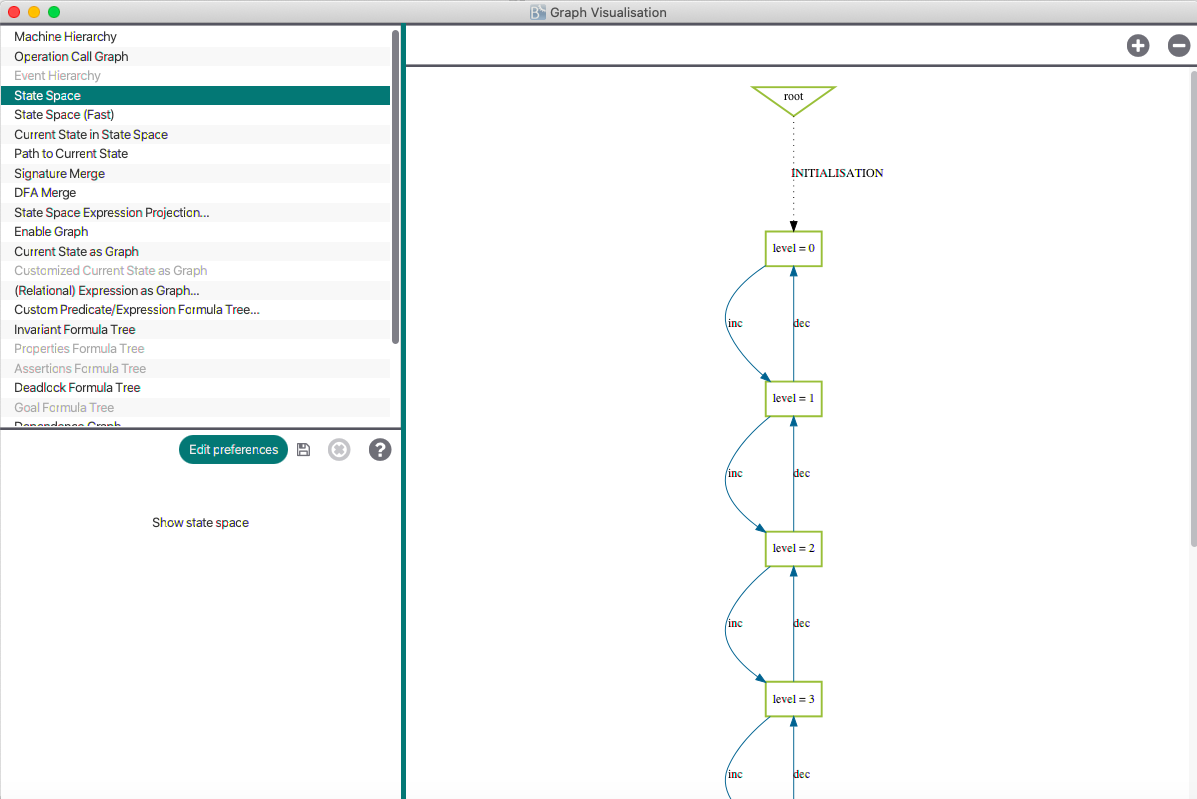 Graph Visualisation
Machine Hierarchy
Operation Call Graph
Event Hierarchy
State Space
State Space (Fast)
Current State in State Space
Path to Current State
Signature Merge
DFA Merge
State Space Expression Projection...
Enable Graph
Current State as Graph
Customized Current State as Graph
(Relational) Expression as Graph...
Custom Predicate/Expression Formula Tree...
Invariant Formula Tree
Properties Formula Tree
Assertions Formula Tree
Deadlock Formula Tree
Goal Formula Tree
Dependence Graph
Edit preferences
?
Show state space
root
INITIALISATION
level = 0
inc dec
level = 1
inc dec
level = 2
inc dec
level = 3
inc dec